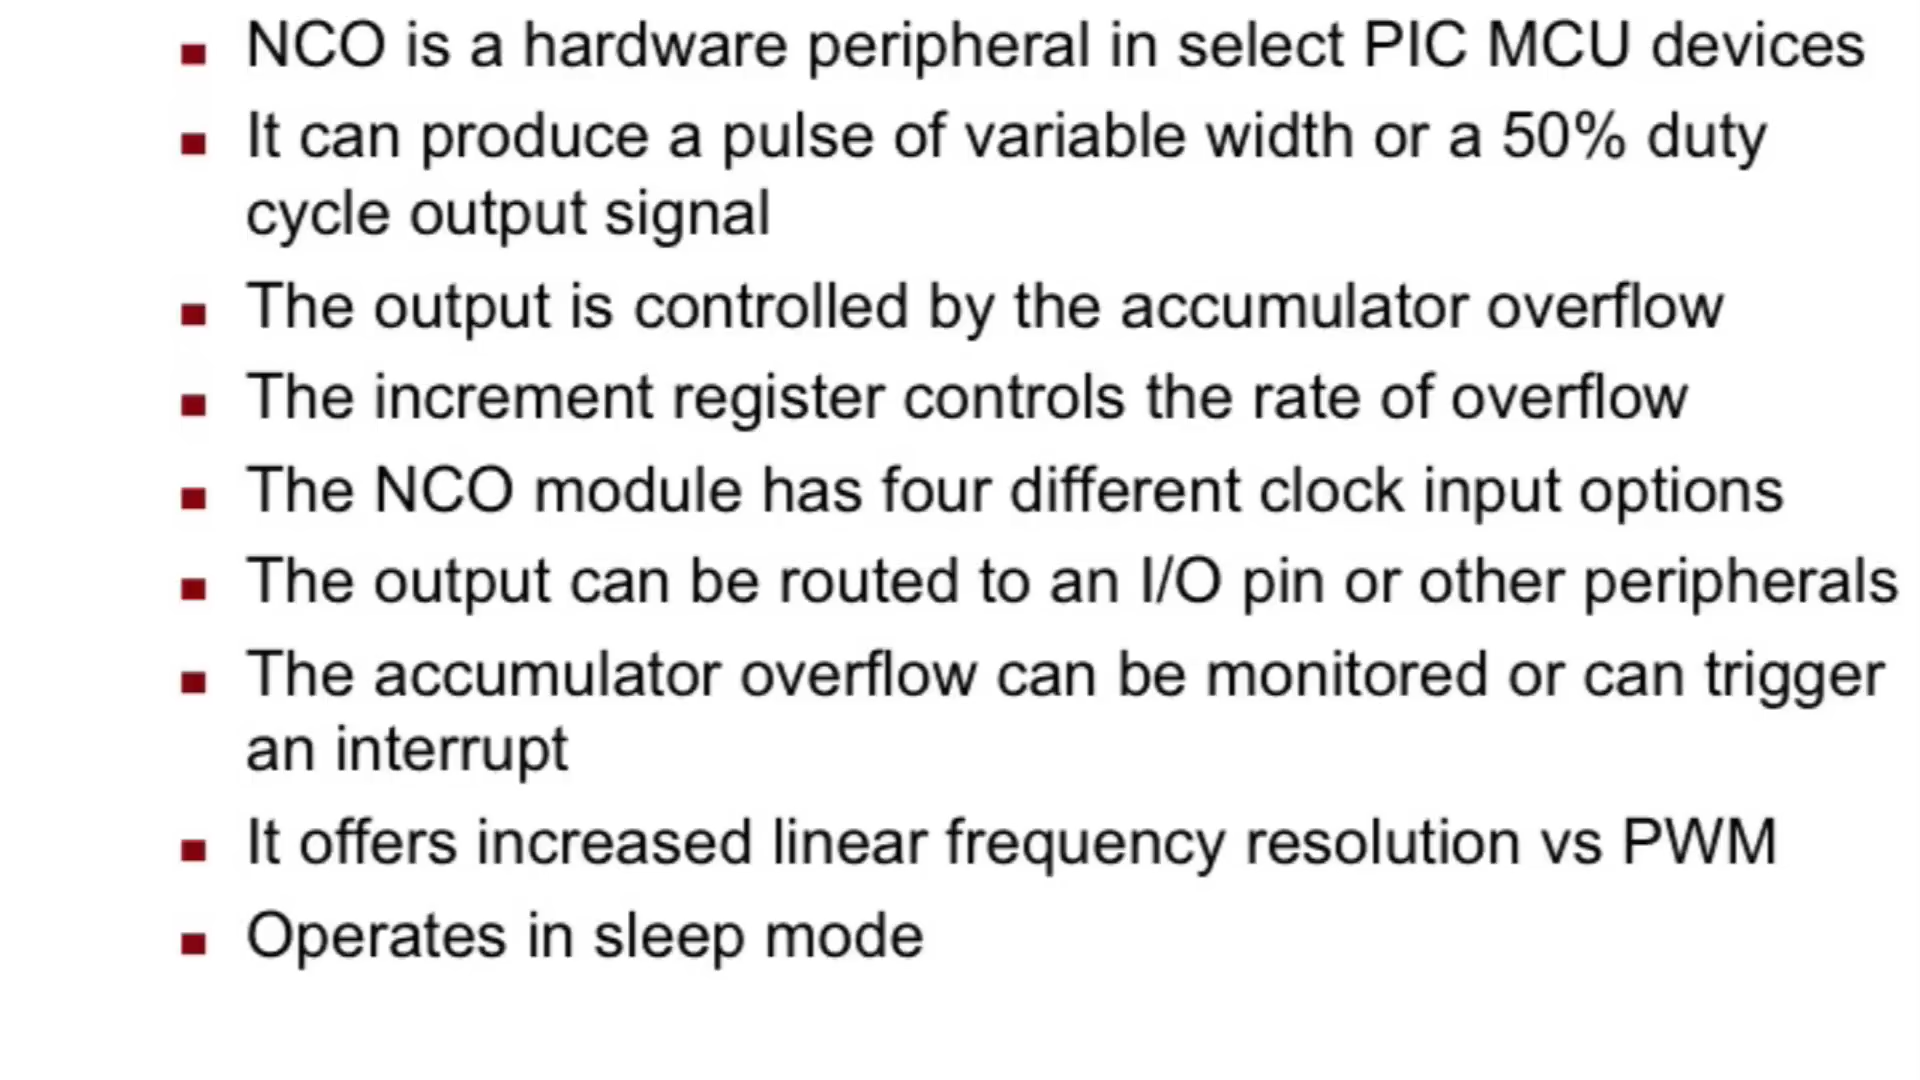 NCO is a hardware peripheral in select PIC MCU devices
It can produce a pulse of variable width or a 50% duty
cycle output signal
The output is controlled by the accumulator overflow
The increment register controls the rate of overflow
The NCO module has four different clock input options
The output can be routed to an I/O pin or other peripherals
The accumulator overflow can be monitored or can trigger
an interrupt
It offers increased linear frequency resolution vs PWM
Operates in sleep mode